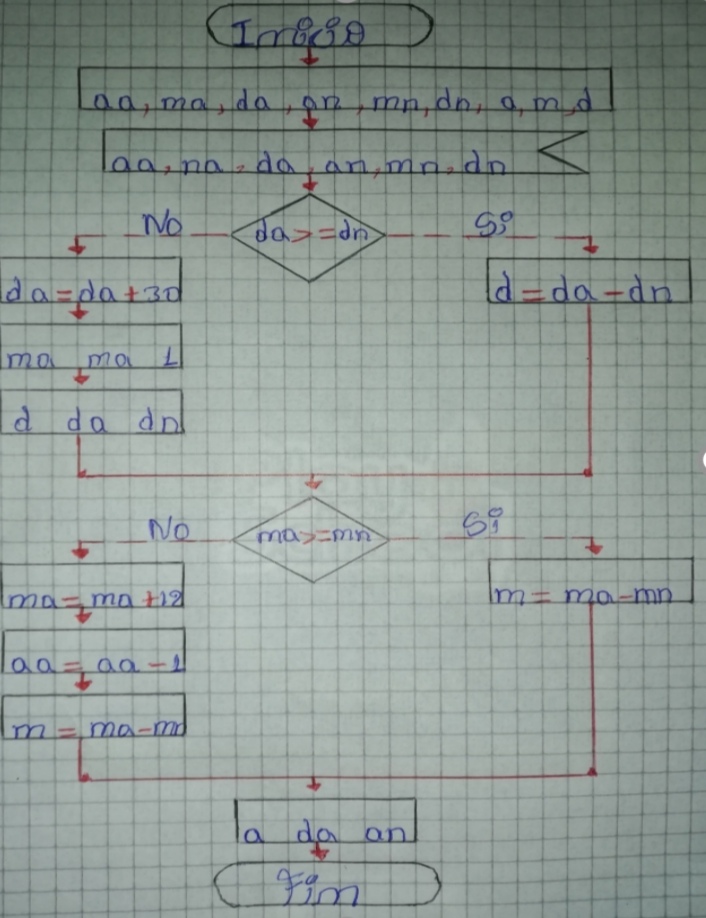 Inicio
aa, ma, da, an, mn, dn, a, m, d
aa, na, da, an, mn, dn
da>=dn
No
Si
da=da+30
d=da-dn
ma ma 1
d da dn
ma>=mn
No
Si
ma=ma+12
m=ma-mn
aa=aa-1
m=ma-mn
a da an
Fim